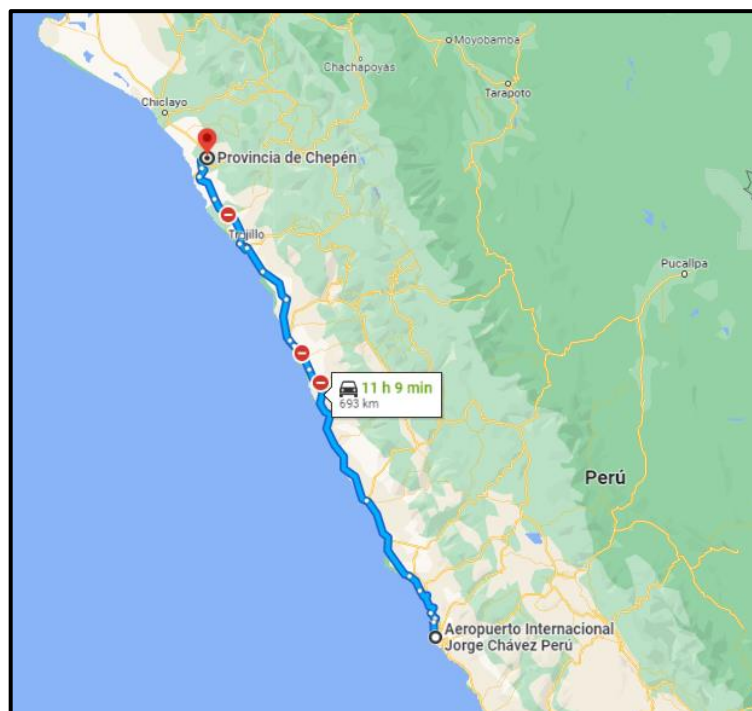 Moyobamba
Chachapoyas
Tarapoto
Chiclayo
Provincia de Chepén
Trujillo
Pucallpa
11 h 9 min
693 km
Perú
Aeropuerto Internacional
Jorge Chávez Perú